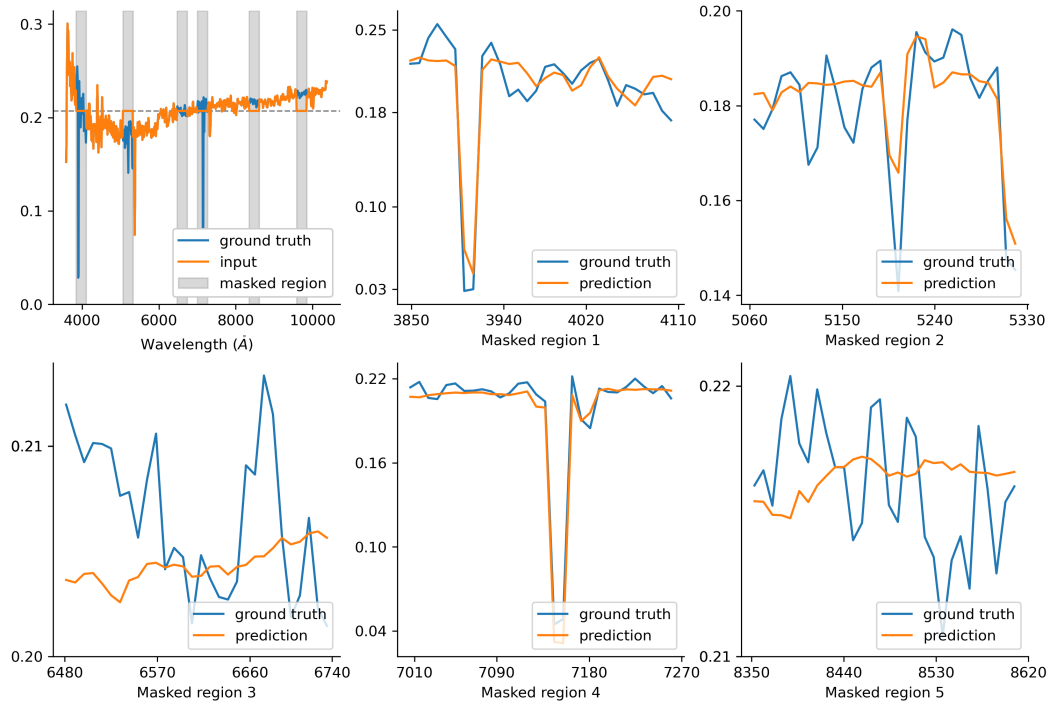 0.3
0.2
0.1
0.0
4000 6000 8000 10000
Wavelength (Å)
ground truth
input
masked region
0.25
0.18
0.10
0.03
3850 3940 4020 4110
Masked region 1
ground truth
prediction
0.20
0.18
0.16
0.14
5060 5150 5240 5330
Masked region 2
ground truth
prediction
0.21
0.20
6480 6570 6660 6740
Masked region 3
ground truth
prediction
0.22
0.16
0.10
0.04
7010 7090 7180 7270
Masked region 4
ground truth
prediction
0.22
0.21
8350 8440 8530 8620
Masked region 5
ground truth
prediction